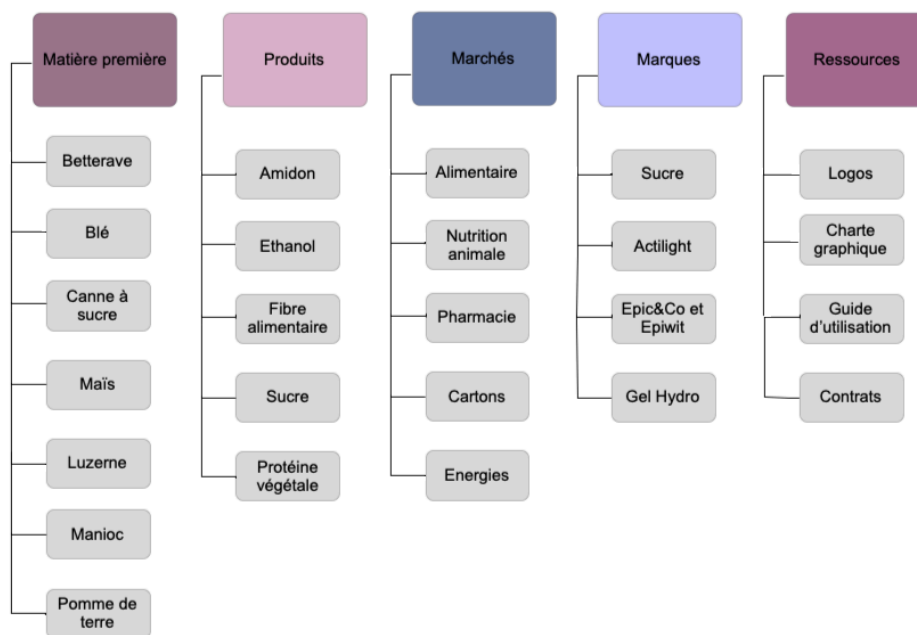 Matière première
Betterave
Blé
Canne à
sucre
Maïs
Luzerne
Manioc
Pomme de
terre
Produits
Amidon
Ethanol
Fibre
alimentaire
Sucre
Protéine
végétale
Marchés
Alimentaire
Nutrition
animale
Pharmacie
Cartons
Energies
Marques
Sucre
Actilight
Epic&Co et
Epiwit
Gel Hydro
Ressources
Logos
Charte
graphique
Guide
d'utilisation
Contrats